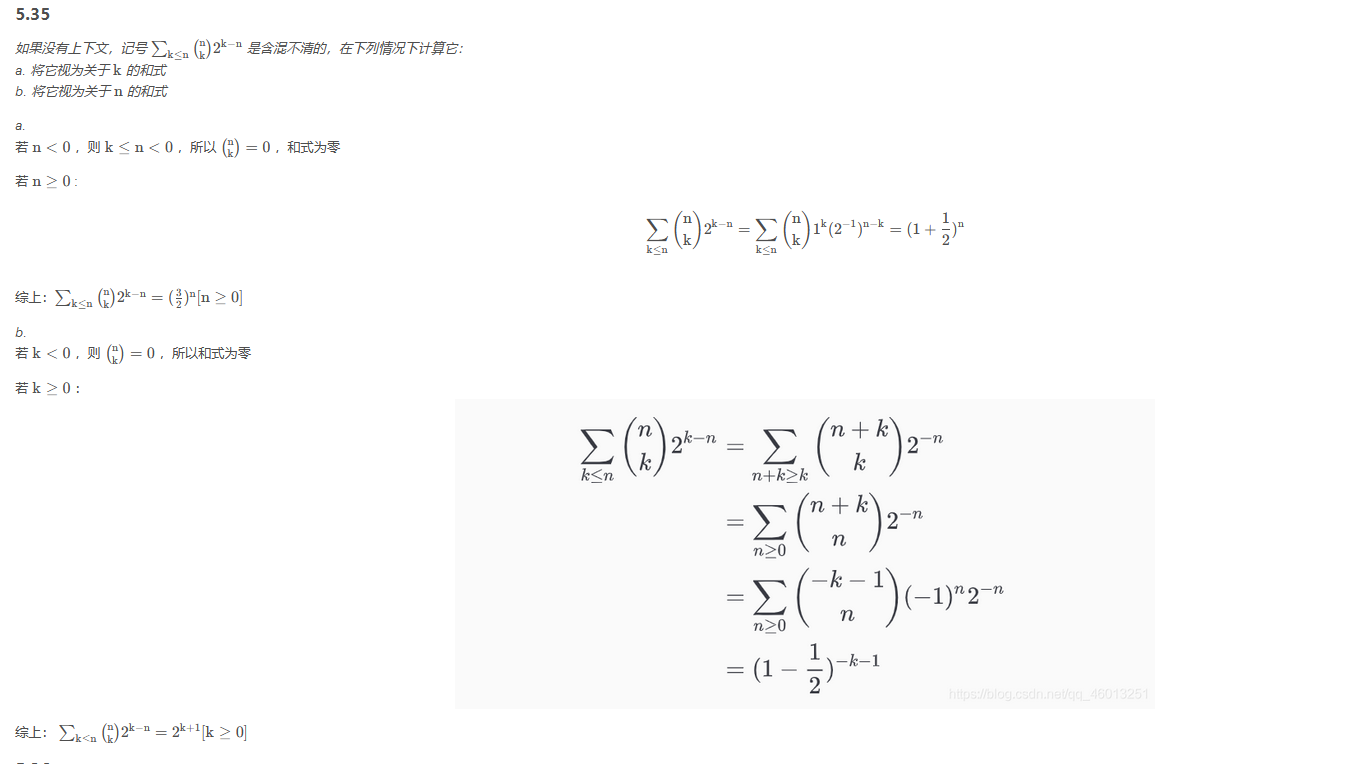 5.35
如果没有上下文，记号 $\sum_{k\le n}\binom{n}{k}2^{k-n}$ 是含混不清的，在下列情况下计算它：
a. 将它视为关于 k 的和式
b. 将它视为关于 n 的和式
a.
若 n < 0，则 k ≤ n < 0，所以 $\binom{n}{k}=0$，和式为零
若 n ≥ 0：
$\sum_{k\le n}\binom{n}{k}2^{k-n}=\sum_{k\le n}\binom{n}{k}1^k(2^{-1})^{n-k}=(1+\frac{1}{2})^n$
综上：$\sum_{k\le n}\binom{n}{k}2^{k-n}=(\frac{3}{2})^n[n\ge 0]$
b.
若 k < 0，则 $\binom{n}{k}=0$，所以和式为零
若 k ≥ 0：
$\sum_{k\le n}\binom{n}{k}2^{k-n}=\sum_{n+k\ge k}\binom{n+k}{k}2^{-n}$
$=\sum_{n\ge 0}\binom{n+k}{n}2^{-n}$
$=\sum_{n\ge 0}\binom{-k-1}{n}(-1)^n2^{-n}$
$=(1-\frac{1}{2})^{-k-1}$
https://blog.csdn.net/qq_46013251
综上：$\sum_{k<n}\binom{n}{k}2^{k-n}=2^{k+1}[k\ge 0]$